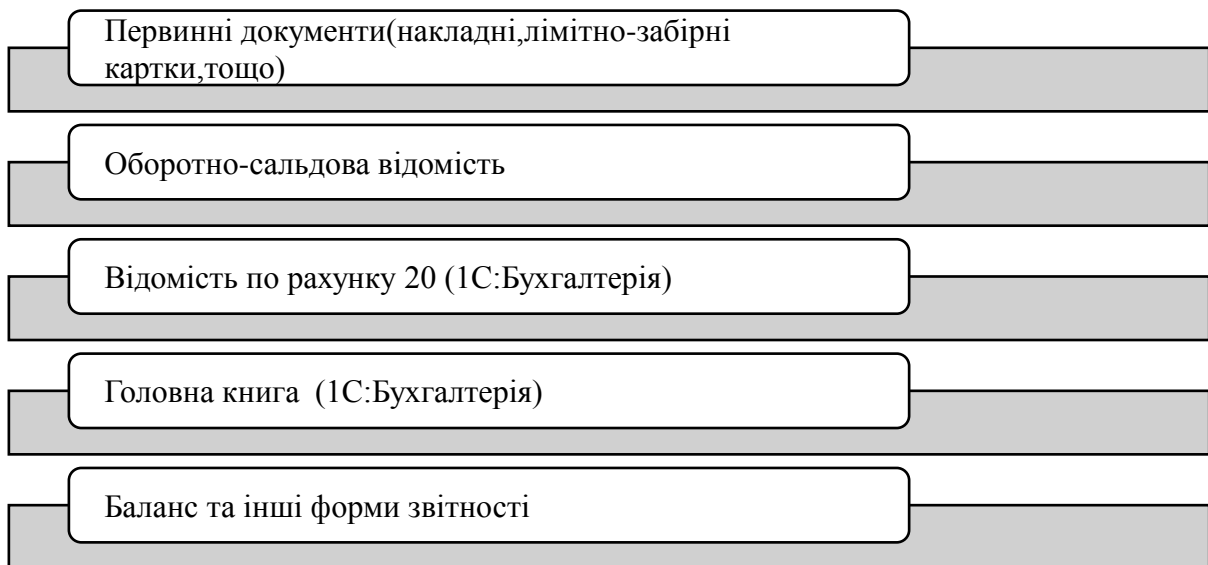 Первинні документи(накладні,лімітно-забірні
картки,тощо)
Оборотно-сальдова відомість
Відомість по рахунку 20 (1С:Бухгалтерія)
Головна книга  (1С:Бухгалтерія)
Баланс та інші форми звітності